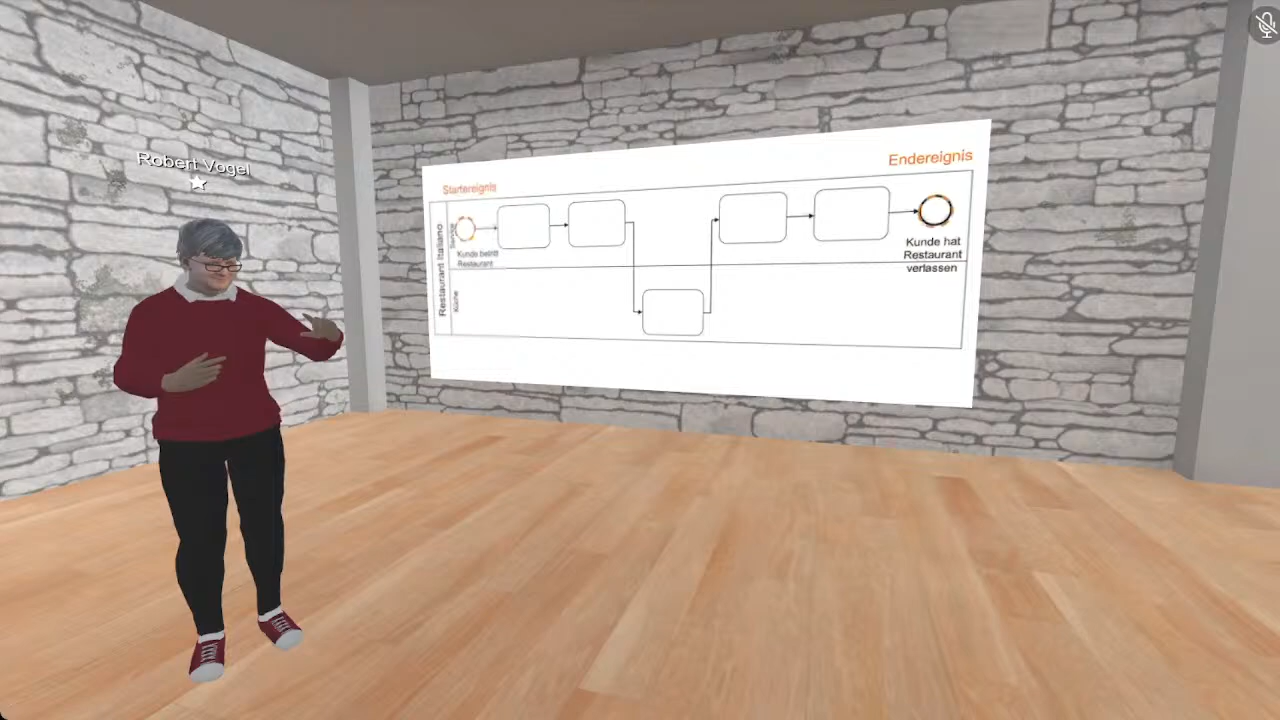 Robert Vogel
Startereignis
Endereignis
Restaurant Italiano
Service
Kunde betritt
Restaurant
Küche
Kunde hat
Restaurant
verlassen